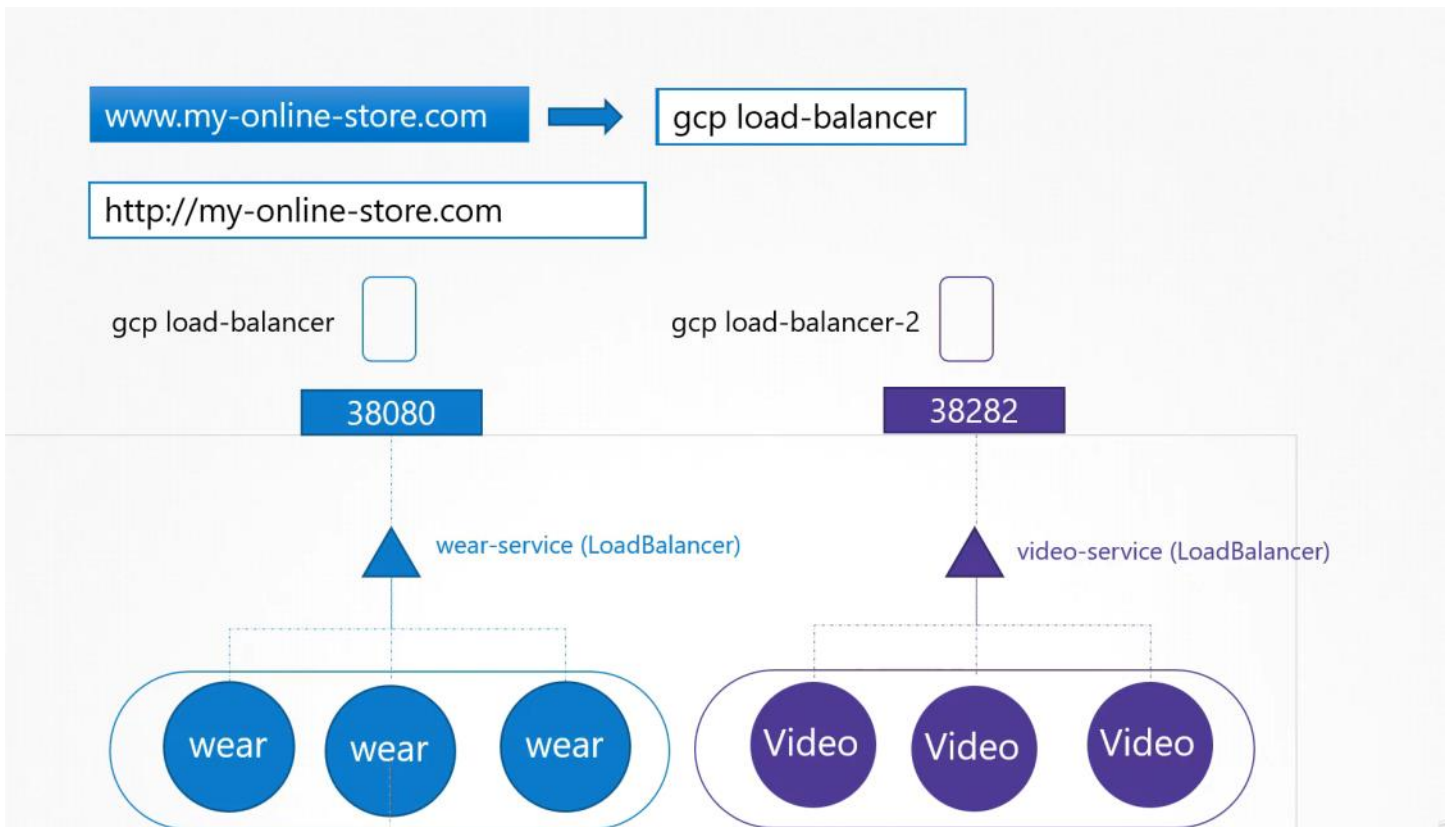 www.my-online-store.com
gcp load-balancer
http://my-online-store.com
gcp load-balancer
gcp load-balancer-2
38080
38282
wear-service (LoadBalancer)
video-service (LoadBalancer)
wear
wear
wear
Video
Video
Video